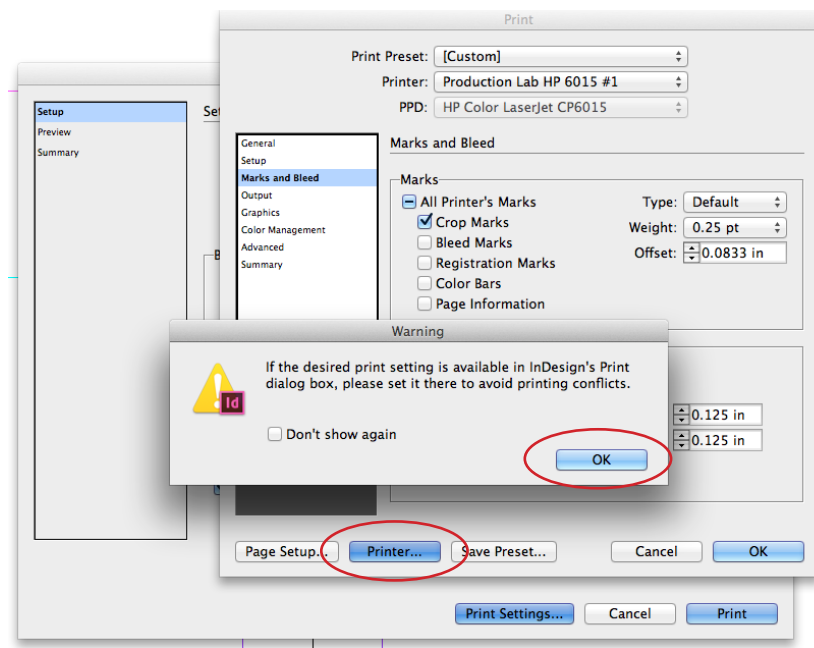 Print
Print Preset: [Custom]
Printer: Production Lab HP 6015 #1
PPD: HP Color LaserJet CP6015
Setup
Preview
Summary
Set
General
Setup
Marks and Bleed
Output
Graphics
Color Management
Advanced
Summary
Marks and Bleed
Marks
All Printer's Marks
Crop Marks
Bleed Marks
Registration Marks
Color Bars
Page Information
Type: Default
Weight: 0.25 pt
Offset: 0.0833 in
B
Warning
If the desired print setting is available in InDesign's Print
dialog box, please set it there to avoid printing conflicts.
Id
Don't show again
OK
0.125 in
0.125 in
Page Setup... Printer... Save Preset... Cancel OK
Print Settings... Cancel Print